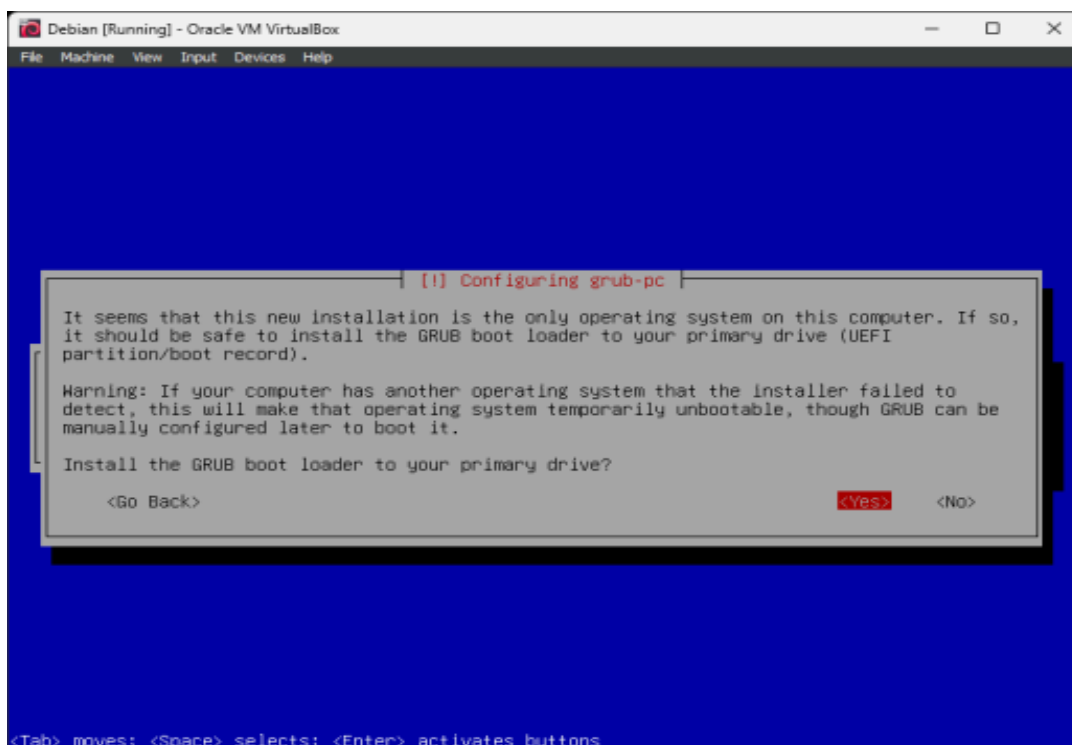 Debian [Running] - Oracle VM VirtualBox
File Machine View Input Devices Help
[!] Configuring grub-pc
It seems that this new installation is the only operating system on this computer. If so,
it should be safe to install the GRUB boot loader to your primary drive (UEFI
partition/boot record).
Warning: If your computer has another operating system that the installer failed to
detect, this will make that operating system temporarily unbootable, though GRUB can be
manually configured later to boot it.
Install the GRUB boot loader to your primary drive?
<Go Back> <Yes> <No>
<Tab> moves; <Space> selects; <Enter> activates buttons